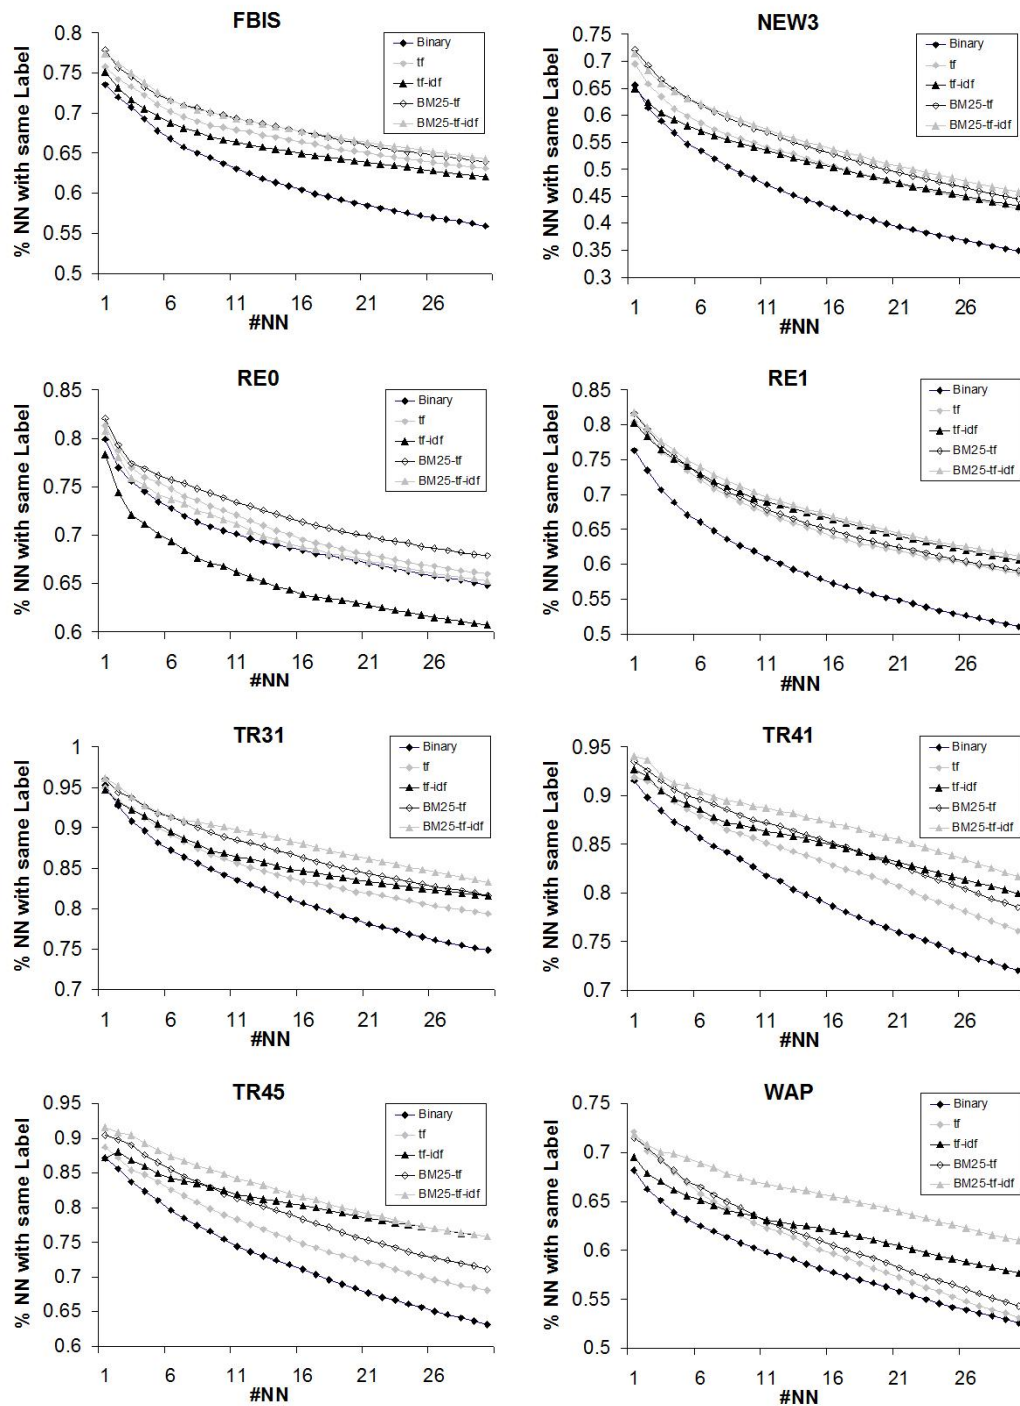 FBIS
% NN with same Label
0.8
0.75
0.7
0.65
0.6
0.55
0.5
Binary
tf
tf-idf
BM25-tf
BM25-tf-idf
1 6 11 16 21 26
#NN
NEW3
% NN with same Label
0.75
0.7
0.65
0.6
0.55
0.5
0.45
0.4
0.35
0.3
Binary
tf
tf-idf
BM25-tf
BM25-tf-idf
1 6 11 16 21 26
#NN
RE0
% NN with same Label
0.85
0.8
0.75
0.7
0.65
0.6
Binary
tf
tf-idf
BM25-tf
BM25-tf-idf
1 6 11 16 21 26
#NN
RE1
% NN with same Label
0.85
0.8
0.75
0.7
0.65
0.6
0.55
0.5
Binary
tf
tf-idf
BM25-tf
BM25-tf-idf
1 6 11 16 21 26
#NN
TR31
% NN with same Label
1
0.95
0.9
0.85
0.8
0.75
0.7
Binary
tf
tf-idf
BM25-tf
BM25-tf-idf
1 6 11 16 21 26
#NN
TR41
% NN with same Label
0.95
0.9
0.85
0.8
0.75
0.7
Binary
tf
tf-idf
BM25-tf
BM25-tf-idf
1 6 11 16 21 26
#NN
TR45
% NN with same Label
0.95
0.9
0.85
0.8
0.75
0.7
0.65
0.6
Binary
tf
tf-idf
BM25-tf
BM25-tf-idf
1 6 11 16 21 26
#NN
WAP
% NN with same Label
0.75
0.7
0.65
0.6
0.55
0.5
Binary
tf
tf-idf
BM25-tf
BM25-tf-idf
1 6 11 16 21 26
#NN